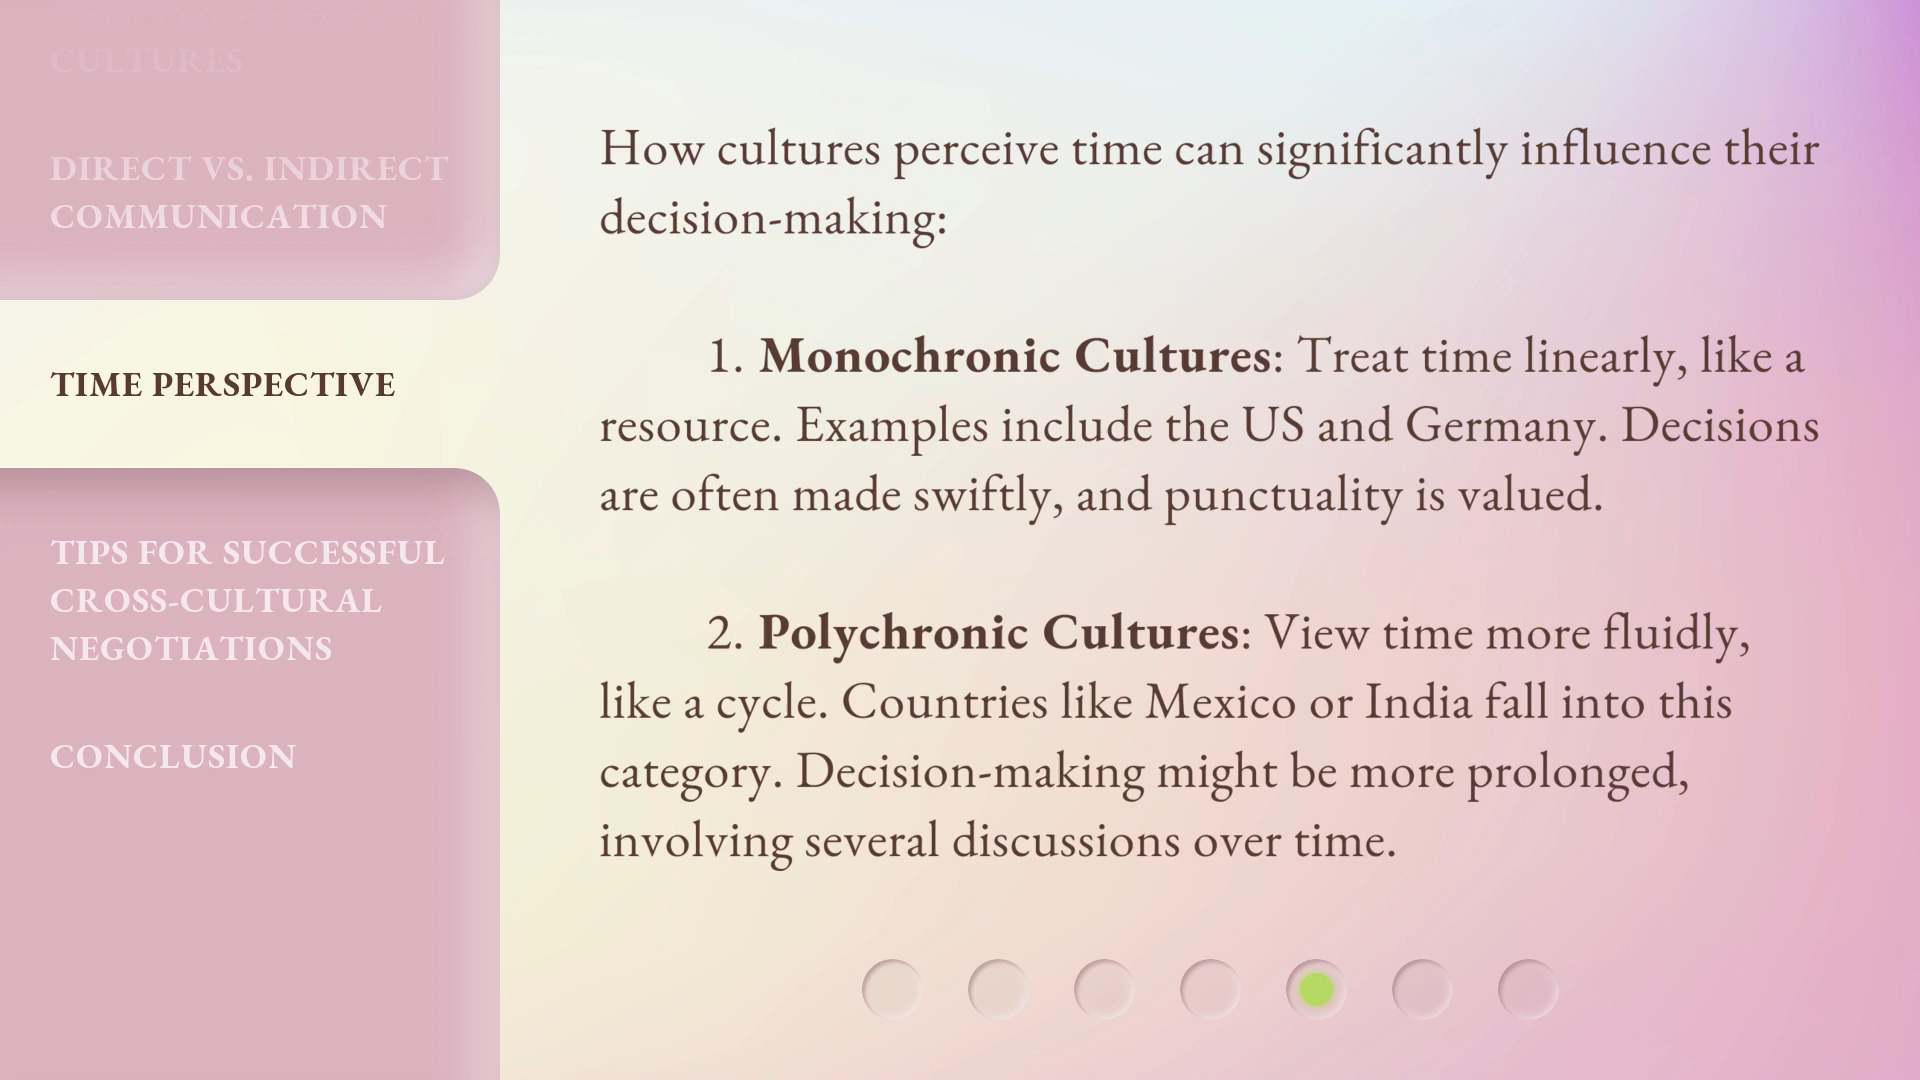 CULTURES
DIRECT VS. INDIRECT
COMMUNICATION
TIME PERSPECTIVE
TIPS FOR SUCCESSFUL
CROSS-CULTURAL
NEGOTIATIONS
CONCLUSION
How cultures perceive time can significantly influence their
decision-making:
1. Monochronic Cultures: Treat time linearly, like a
resource. Examples include the US and Germany. Decisions
are often made swiftly, and punctuality is valued.
2. Polychronic Cultures: View time more fluidly,
like a cycle. Countries like Mexico or India fall into this
category. Decision-making might be more prolonged,
involving several discussions over time.